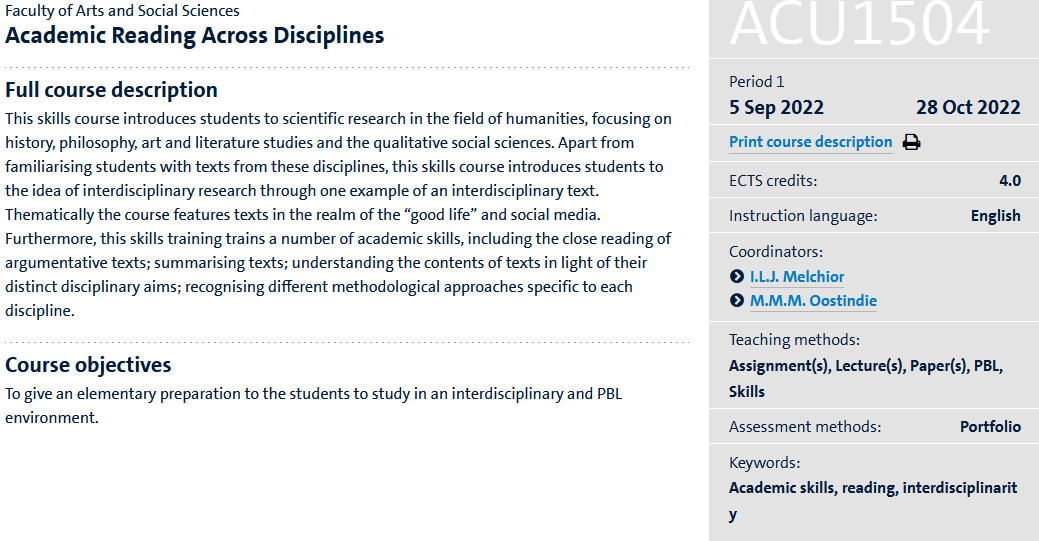 Faculty of Arts and Social Sciences
Academic Reading Across Disciplines
Full course description
This skills course introduces students to scientific research in the field of humanities, focusing on
history, philosophy, art and literature studies and the qualitative social sciences. Apart from
familiarising students with texts from these disciplines, this skills course introduces students to
the idea of interdisciplinary research through one example of an interdisciplinary text.
Thematically the course features texts in the realm of the “good life” and social media.
Furthermore, this skills training trains a number of academic skills, including the close reading of
argumentative texts; summarising texts; understanding the contents of texts in light of their
distinct disciplinary aims; recognising different methodological approaches specific to each
discipline.
Course objectives
To give an elementary preparation to the students to study in an interdisciplinary and PBL
environment.
ACU1504
Period 1
5 Sep 2022 28 Oct 2022
Print course description
ECTS credits: 4.0
Instruction language: English
Coordinators:
I.L.J. Melchior
M.M.M. Oostindie
Teaching methods:
Assignment(s), Lecture(s), Paper(s), PBL,
Skills
Assessment methods: Portfolio
Keywords:
Academic skills, reading, interdisciplinarit
y